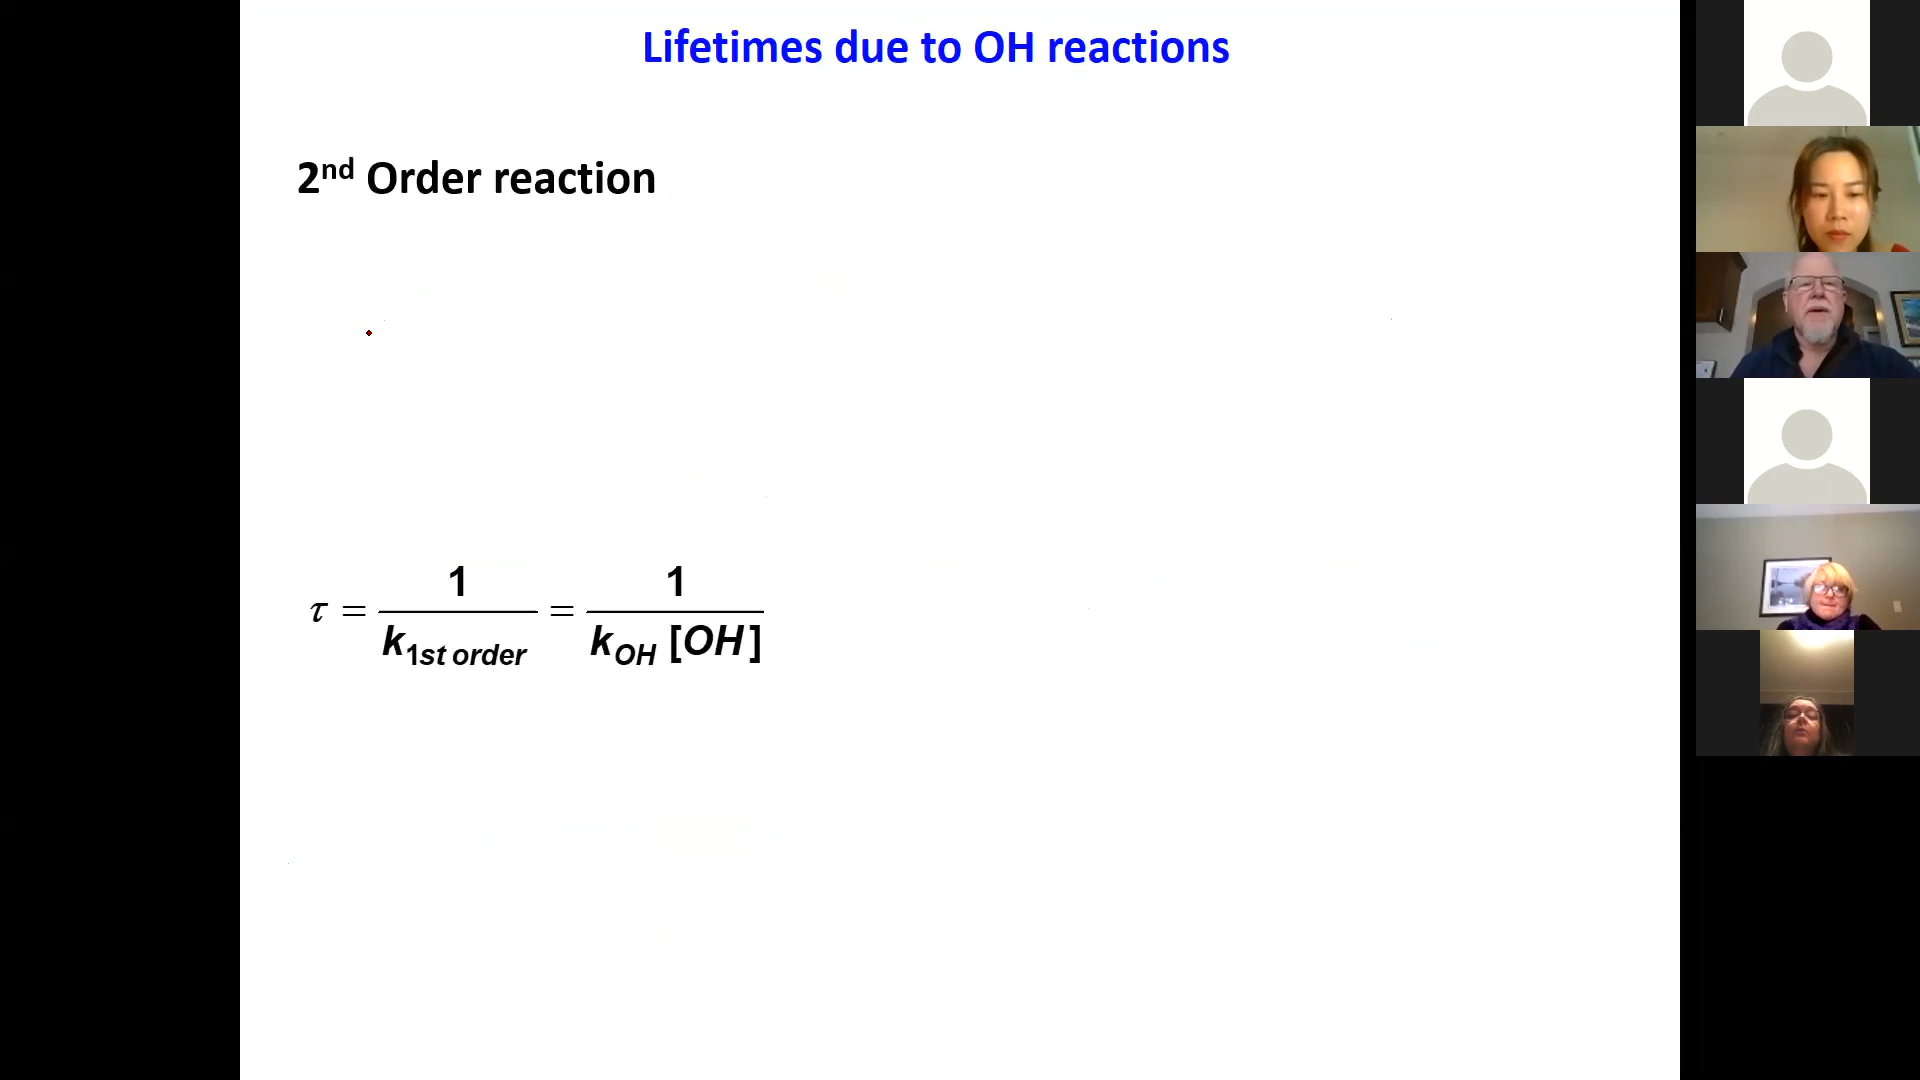 Lifetimes due to OH reactions
2nd Order reaction
τ = 1 / k1st order = 1 / kOH [OH]